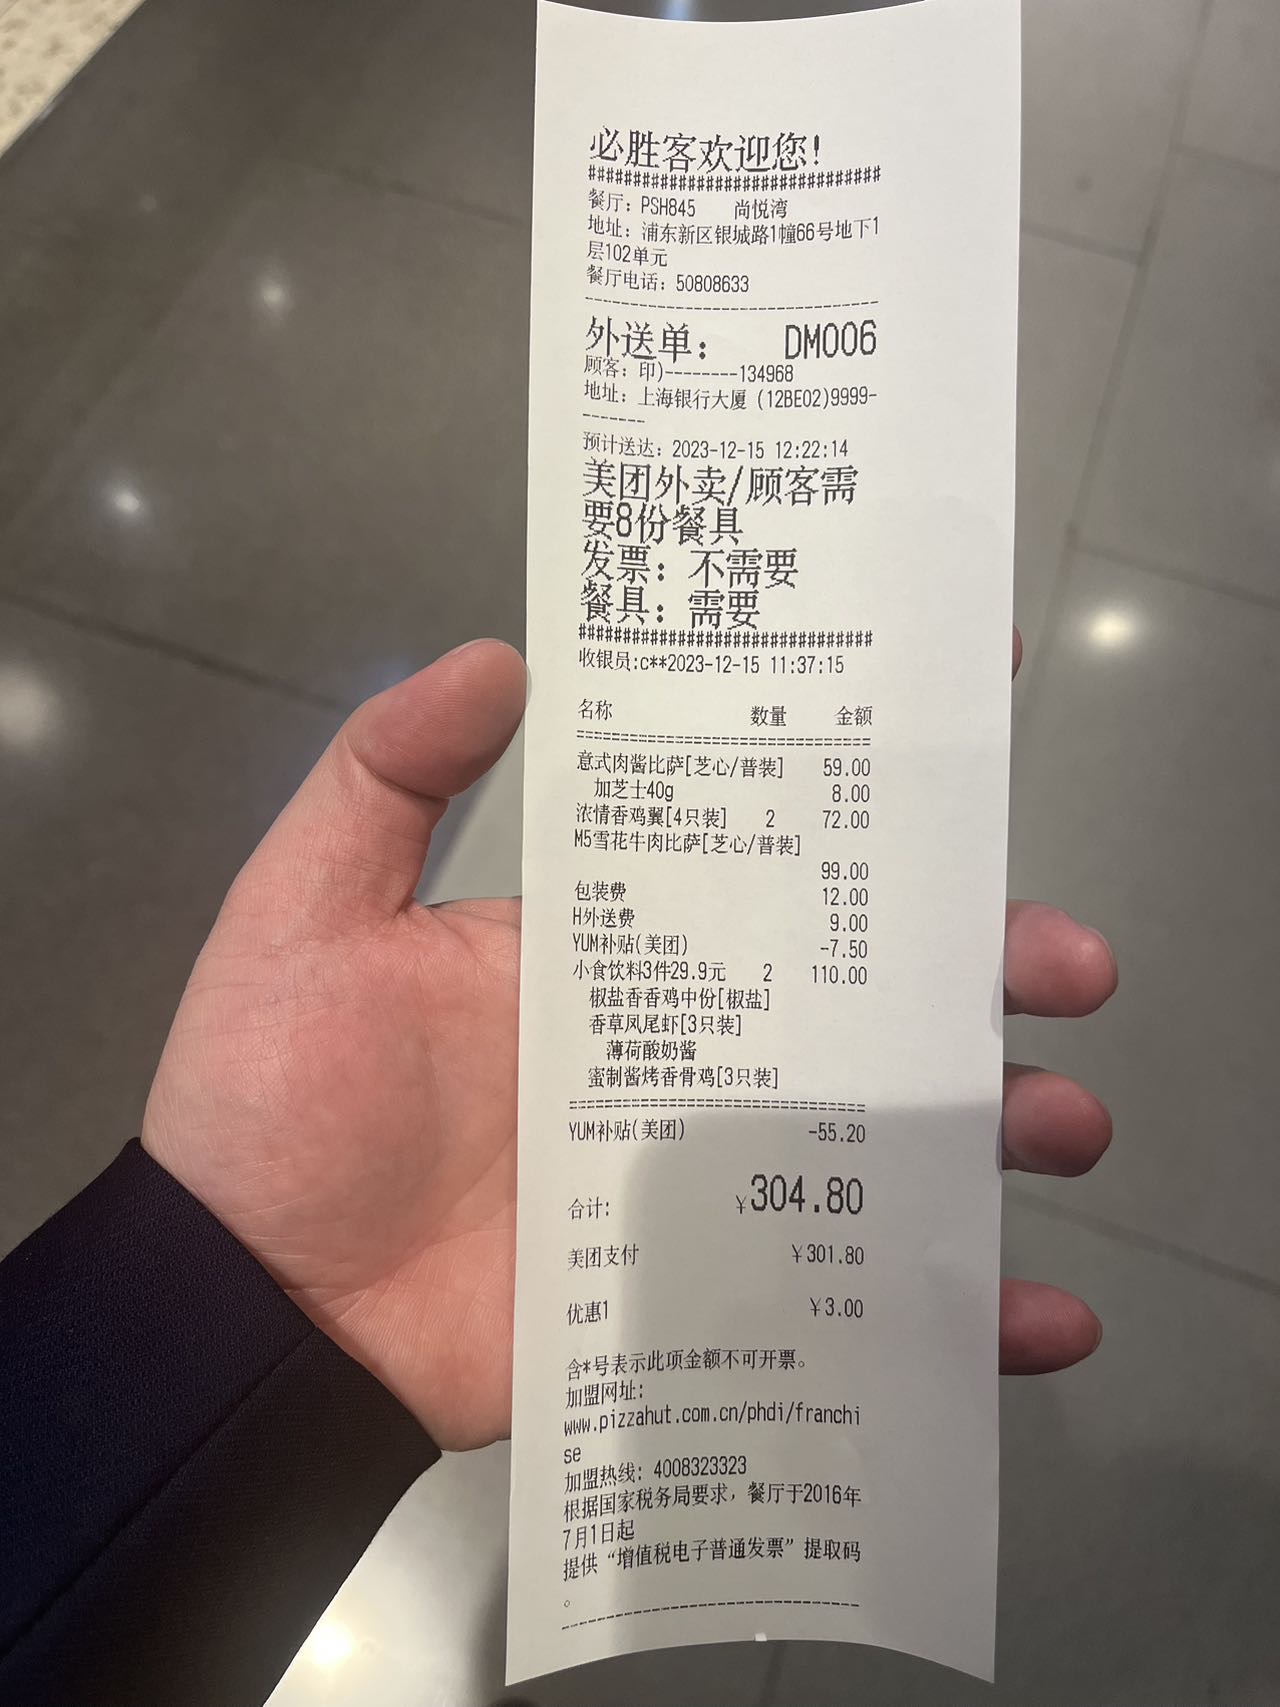 必胜客欢迎您!
################################
餐厅：PSH845 尚悦湾
地址：浦东新区银城路1幢66号地下1
层102单元
餐厅电话：50808633
--------------------------------
外送单： DM006
顾客：印)--------134968
地址：上海银行大厦 (12BE02)9999-
-------
预计送达：2023-12-15 12:22:14
美团外卖/顾客需
要8份餐具
发票：不需要
餐具：需要
################################
收银员:c**2023-12-15 11:37:15
名称 数量 金额
================================
意式肉酱比萨[芝心/普装] 59.00
加芝士40g 8.00
浓情香鸡翼[4只装] 2 72.00
M5雪花牛肉比萨[芝心/普装]
99.00
包装费 12.00
H外送费 9.00
YUM补贴(美团) -7.50
小食饮料3件29.9元 2 110.00
椒盐香香鸡中份[椒盐]
香草凤尾虾[3只装]
薄荷酸奶酱
蜜制酱烤香骨鸡[3只装]
================================
YUM补贴(美团) -55.20
合计: ￥304.80
美团支付 ￥301.80
优惠1 ￥3.00
含*号表示此项金额不可开票。
加盟网址:
www.pizzahut.com.cn/phdi/franchi
se
加盟热线: 4008323323
根据国家税务局要求，餐厅于2016年
7月1日起
提供“增值税电子普通发票”提取码
。
--------------------------------